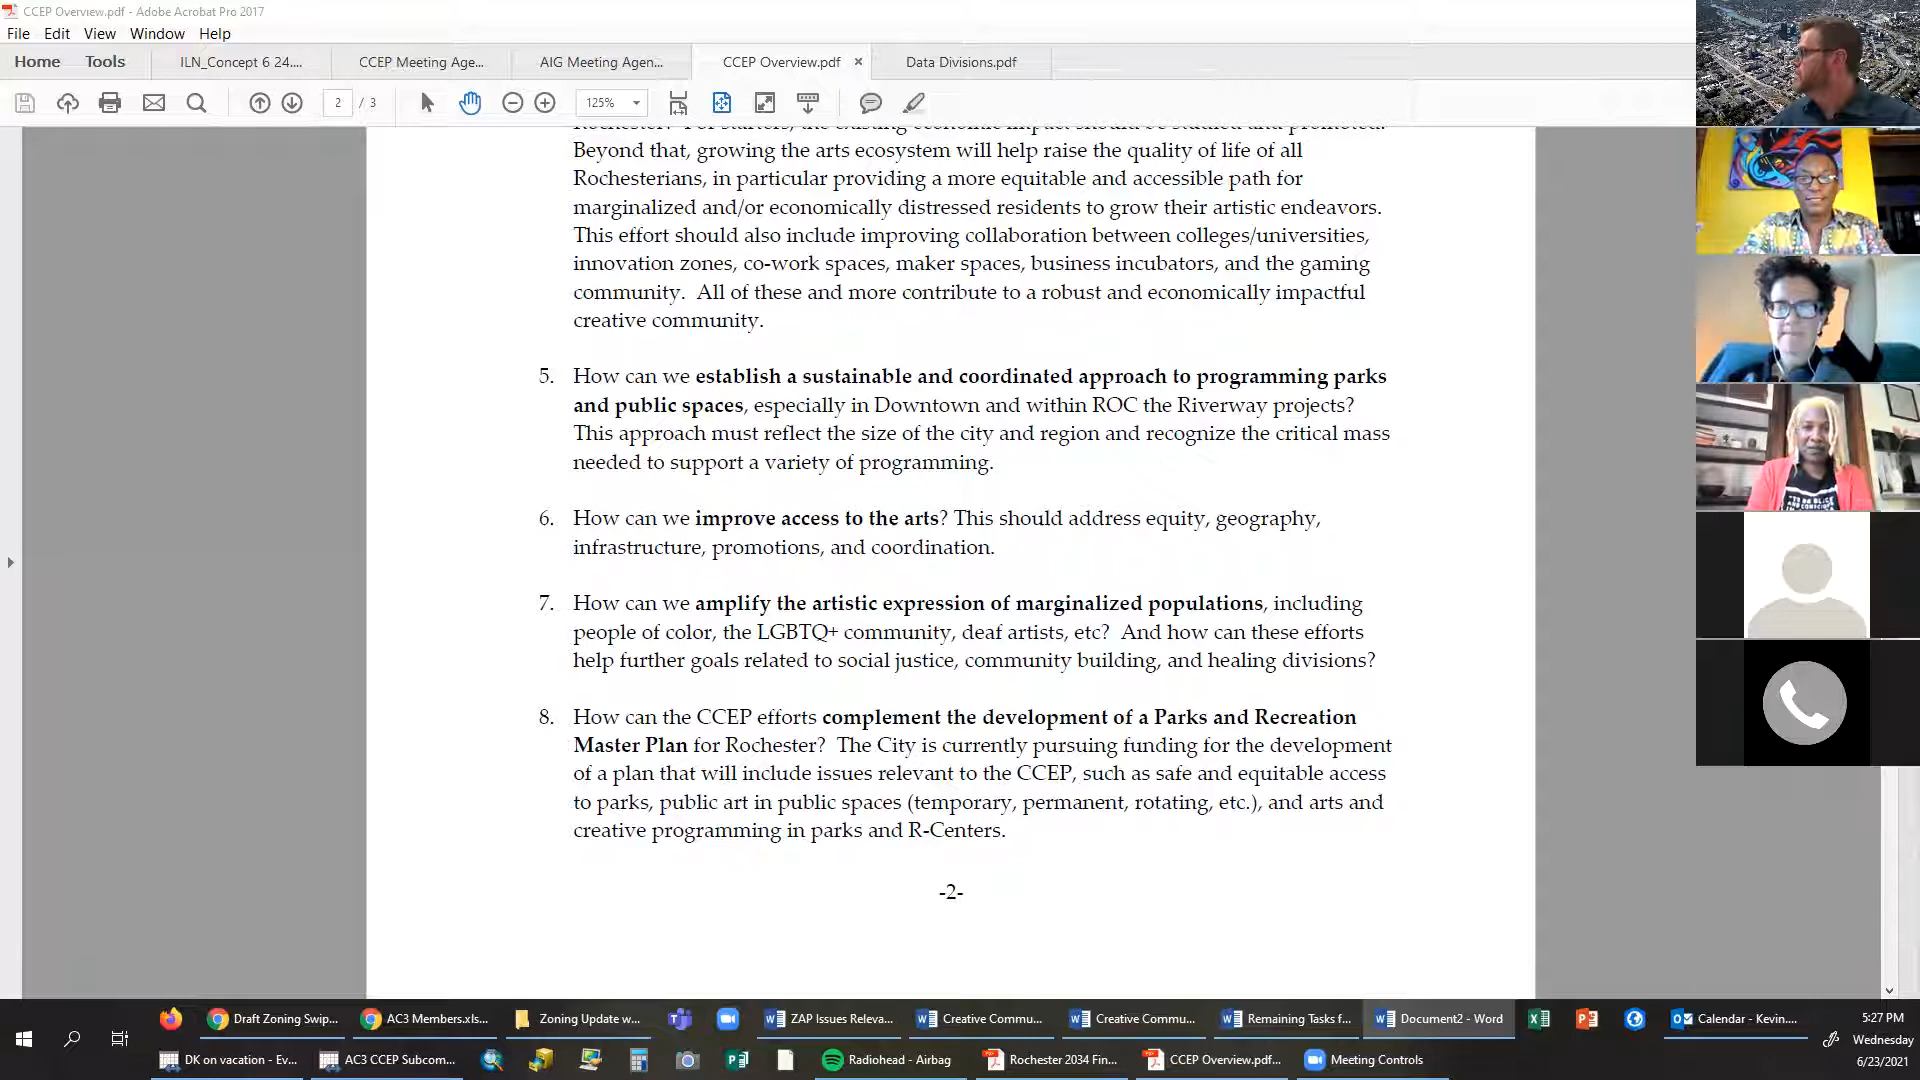 CCEP Overview.pdf - Adobe Acrobat Pro 2017
File Edit View Window Help
Home Tools ILN_Concept 6 24.... CCEP Meeting Age... AIG Meeting Agen... CCEP Overview.pdf × Data Divisions.pdf
2 / 3 125%
Rochester? For starters, the existing economic impact should be studied and promoted.
Beyond that, growing the arts ecosystem will help raise the quality of life of all
Rochesterians, in particular providing a more equitable and accessible path for
marginalized and/or economically distressed residents to grow their artistic endeavors.
This effort should also include improving collaboration between colleges/universities,
innovation zones, co-work spaces, maker spaces, business incubators, and the gaming
community. All of these and more contribute to a robust and economically impactful
creative community.
5. How can we establish a sustainable and coordinated approach to programming parks
and public spaces, especially in Downtown and within ROC the Riverway projects?
This approach must reflect the size of the city and region and recognize the critical mass
needed to support a variety of programming.
6. How can we improve access to the arts? This should address equity, geography,
infrastructure, promotions, and coordination.
7. How can we amplify the artistic expression of marginalized populations, including
people of color, the LGBTQ+ community, deaf artists, etc? And how can these efforts
help further goals related to social justice, community building, and healing divisions?
8. How can the CCEP efforts complement the development of a Parks and Recreation
Master Plan for Rochester? The City is currently pursuing funding for the development
of a plan that will include issues relevant to the CCEP, such as safe and equitable access
to parks, public art in public spaces (temporary, permanent, rotating, etc.), and arts and
creative programming in parks and R-Centers.
-2-
Draft Zoning Swip... AC3 Members.xls... Zoning Update w... ZAP Issues Releva... Creative Commu... Creative Commu... Remaining Tasks f... Document2 - Word Calendar - Kevin.... 5:27 PM
Wednesday
DK on vacation - Ev... AC3 CCEP Subcom... Radiohead - Airbag Rochester 2034 Fin... CCEP Overview.pdf... Meeting Controls 6/23/2021